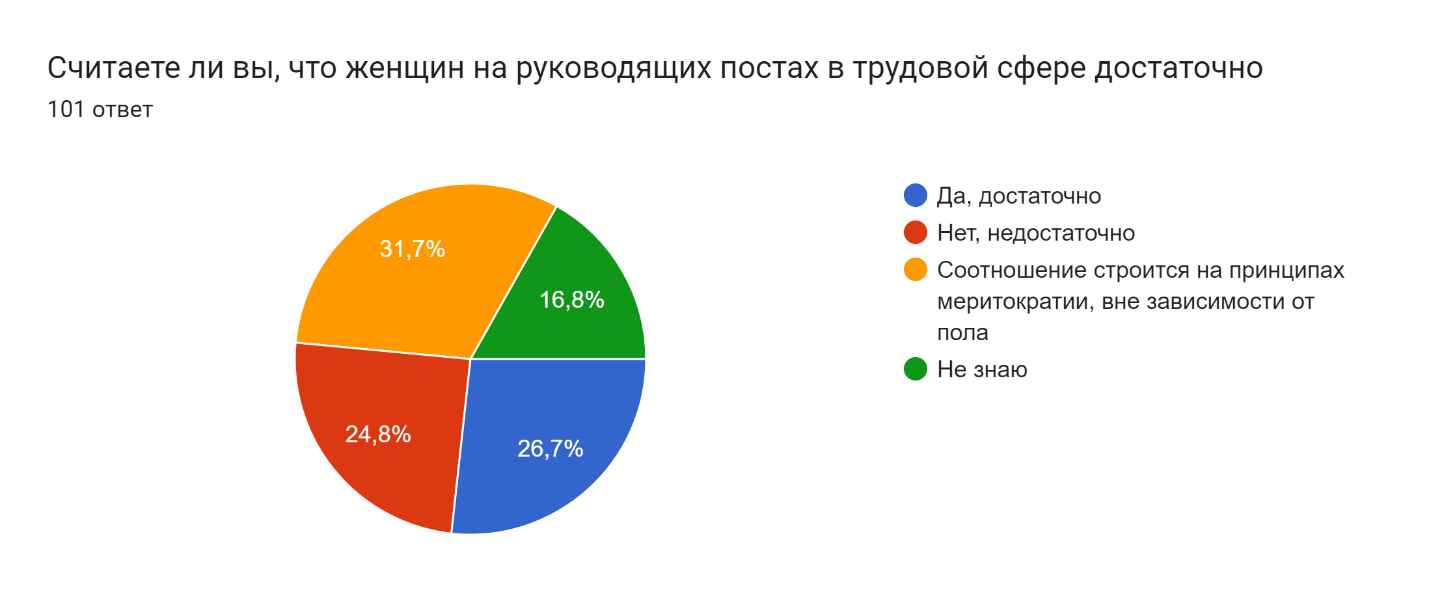 Считаете ли вы, что женщин на руководящих постах в трудовой сфере достаточно
101 ответ
31,7%
16,8%
24,8%
26,7%
Да, достаточно
Нет, недостаточно
Соотношение строится на принципах
меритократии, вне зависимости от
пола
Не знаю